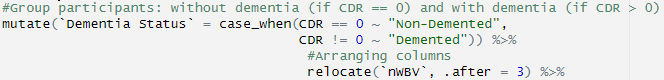 #Group participants: without dementia (if CDR == 0) and with dementia (if CDR > 0)
mutate(`Dementia Status` = case_when(CDR == 0 ~ "Non-Demented",
CDR != 0 ~ "Demented")) %>%
#Arranging columns
relocate(`nWBV`, .after = 3) %>%